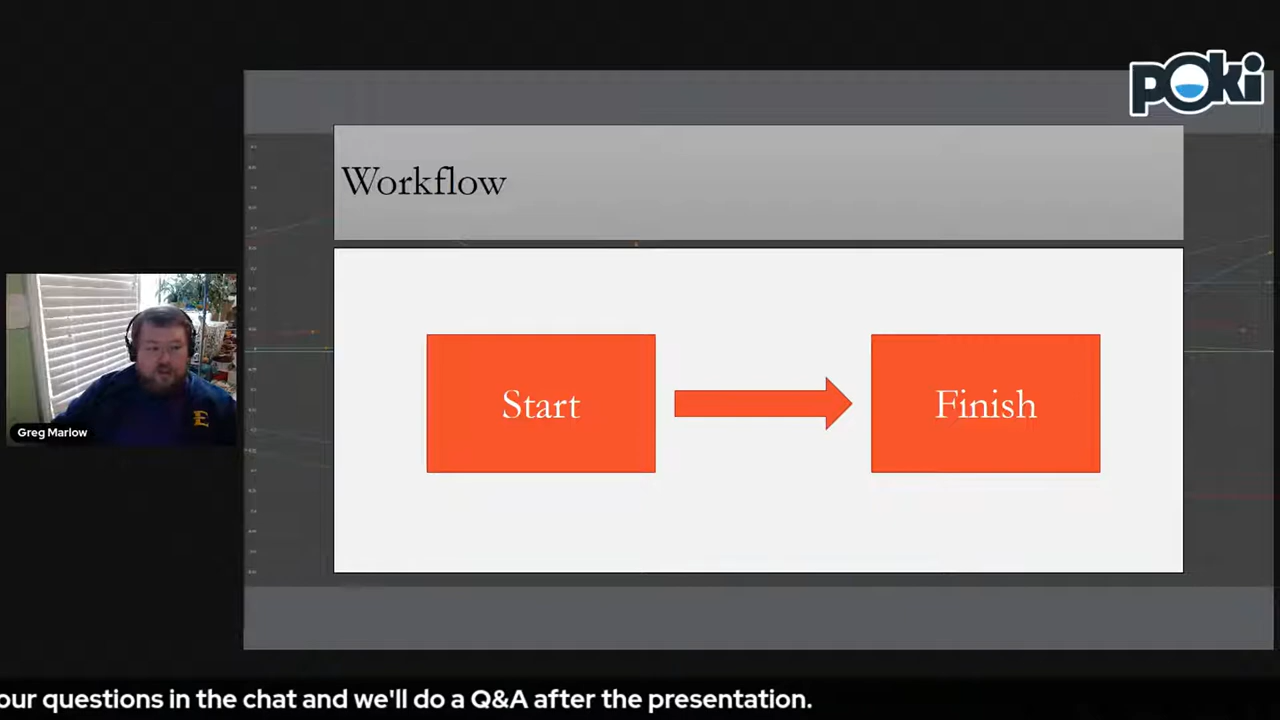 poki
Workflow
Start
Finish
Greg Marlow
our questions in the chat and we'll do a Q&A after the presentation.